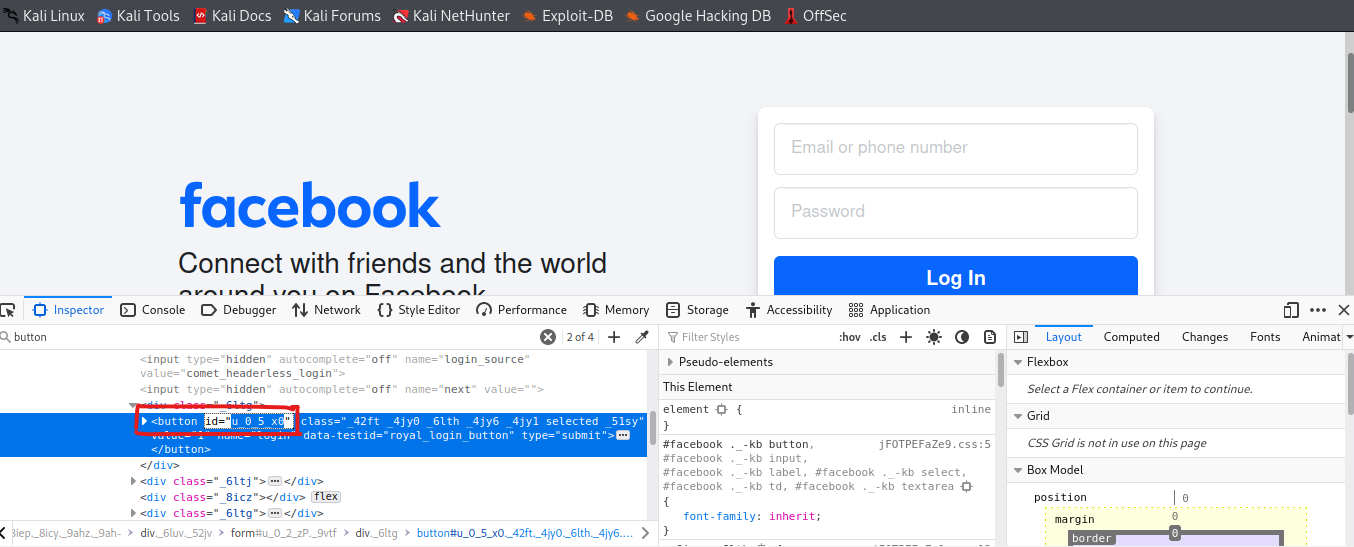 Kali Linux Kali Tools Kali Docs Kali Forums Kali NetHunter Exploit-DB Google Hacking DB OffSec
Email or phone number
facebook
Password
Connect with friends and the world
around you on Facebook
Log In
Inspector Console Debugger Network Style Editor Performance Memory Storage Accessibility Application
button 2 of 4 Filter Styles :hov .cls Layout Computed Changes Fonts Animat
<input type="hidden" autocomplete="off" name="login_source"
value="comet_headerless_login">
<input type="hidden" autocomplete="off" name="next" value="">
<div class="_6ltg">
<button id="u_0_5_x0" class="_42ft _4jy0 _6lth _4jy6 _4jy1 selected _51sy"
value="1" name="login" data-testid="royal_login_button" type="submit">
</button>
</div>
<div class="_6ltj"></div>
<div class="_8icz"></div> flex
<div class="_6ltg"></div>
3iep._8icy._9ahz._9ah- div._6luv._52jv form#u_0_2_zP._9vtf div._6ltg button#u_0_5_x0._42ft._4jy0._6lth._4jy6....
Pseudo-elements
This Element
element { inline
}
#facebook ._-kb button, jFOTPEFaZe9.css:5
#facebook ._-kb input,
#facebook ._-kb label, #facebook ._-kb select,
#facebook ._-kb td, #facebook ._-kb textarea
{
font-family: inherit;
}
Flexbox
Select a Flex container or item to continue.
Grid
CSS Grid is not in use on this page
Box Model
position 0
margin 0
border 0